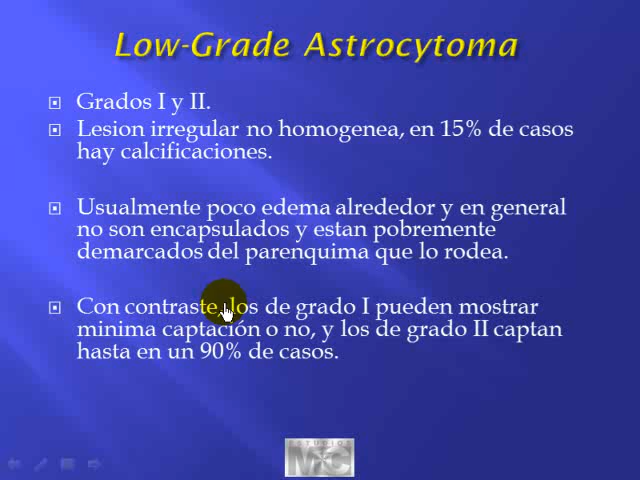 Low-Grade Astrocytoma
Grados I y II.
Lesion irregular no homogenea, en 15% de casos
hay calcificaciones.
Usualmente poco edema alrededor y en general
no son encapsulados y estan pobremente
demarcados del parenquima que lo rodea.
Con contraste, los de grado I pueden mostrar
minima captación o no, y los de grado II captan
hasta en un 90% de casos.
ESTUDIOS
M C